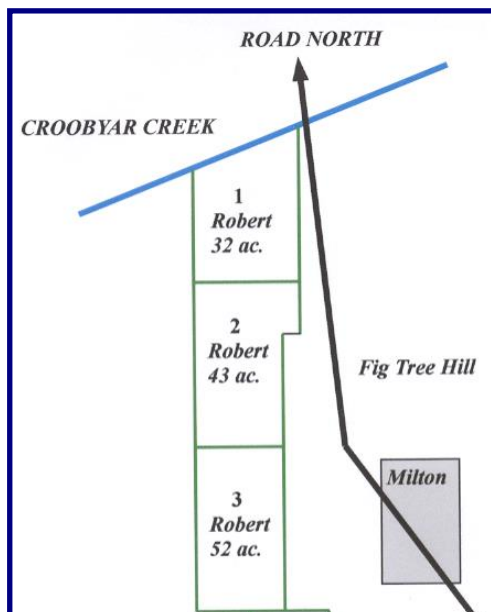 ROAD NORTH
CROOBYAR CREEK
1
Robert
32 ac.
2
Robert
43 ac.
Fig Tree Hill
Milton
3
Robert
52 ac.